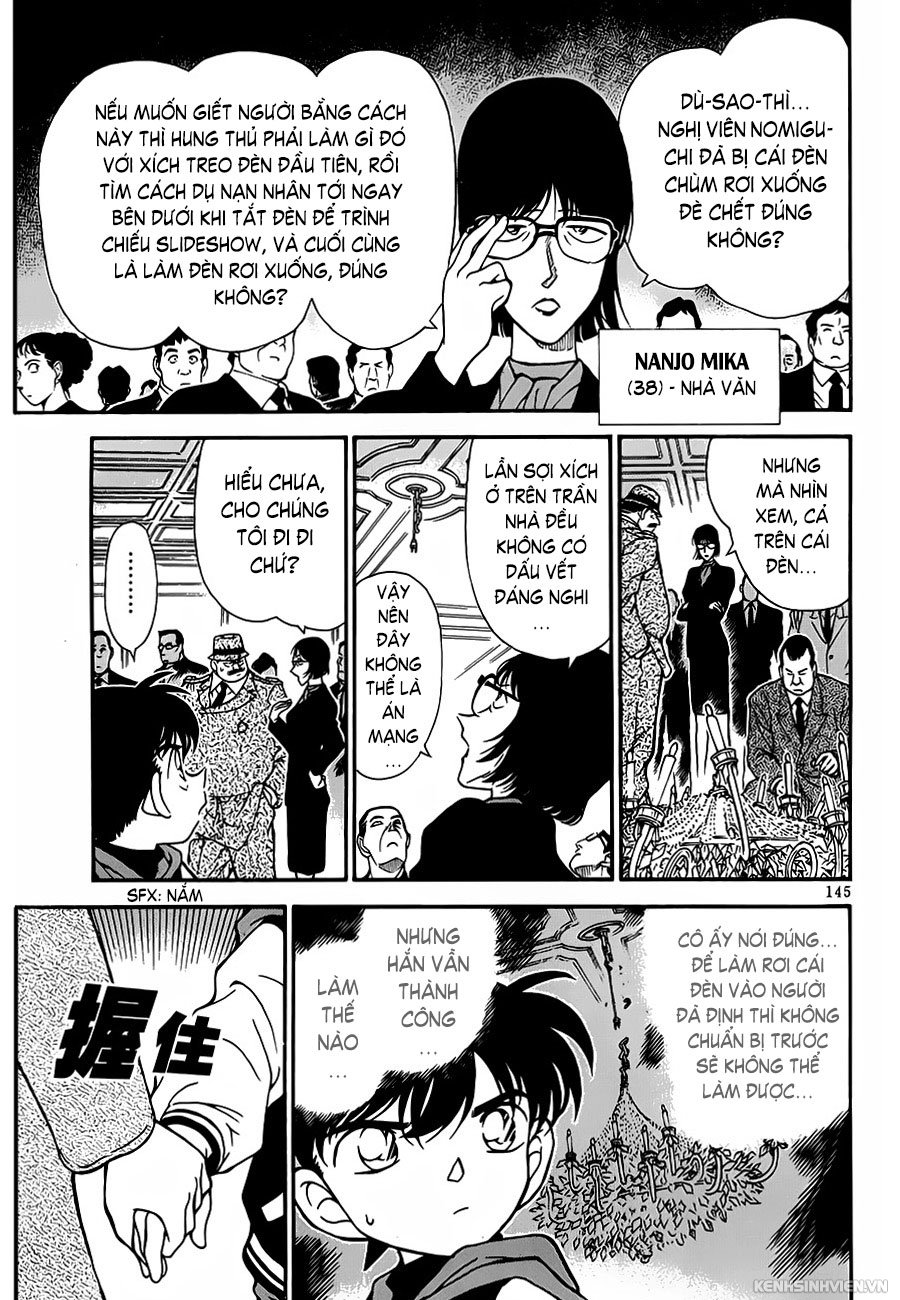 DÙ-SAO-THÌ...
NGHỊ VIÊN NOMIGU-
CHI ĐÃ BỊ CÁI ĐÈN
CHÙM RƠI XUỐNG
ĐÈ CHẾT ĐÚNG
KHÔNG?
NẾU MUỐN GIẾT NGƯỜI BẰNG CÁCH
NÀY THÌ HUNG THỦ PHẢI LÀM GÌ ĐÓ
VỚI XÍCH TREO ĐÈN ĐẦU TIÊN, RỒI
TÌM CÁCH DỤ NẠN NHÂN TỚI NGAY
BÊN DƯỚI KHI TẮT ĐÈN ĐỂ TRÌNH
CHIẾU SLIDESHOW, VÀ CUỐI CÙNG
LÀ LÀM ĐÈN RƠI XUỐNG, ĐÚNG
KHÔNG?
NANJO MIKA
(38) - NHÀ VĂN
NHƯNG
MÀ NHÌN
XEM, CẢ
TRÊN CÁI
ĐÈN...
LẪN SỢI XÍCH
Ở TRÊN TRẦN
NHÀ ĐỀU
KHÔNG CÓ
DẤU VẾT
ĐÁNG NGHI
...
VẬY
NÊN
ĐÂY
KHÔNG
THỂ LÀ
ÁN
MẠNG
...
HIỂU CHƯA,
CHO CHÚNG
TÔI ĐI ĐI
CHỨ?
.........
145
SFX: NẮM
CÔ ẤY NÓI ĐÚNG...
ĐỂ LÀM RƠI CÁI
ĐÈN VÀO NGƯỜI
ĐÃ ĐỊNH THÌ KHÔNG
CHUẨN BỊ TRƯỚC
SẼ KHÔNG THỂ
LÀM ĐƯỢC...
NHƯNG
HẮN VẪN
THÀNH
CÔNG
...
LÀM
THẾ
NÀO
...
握住
KENHSINHVIEN.VN